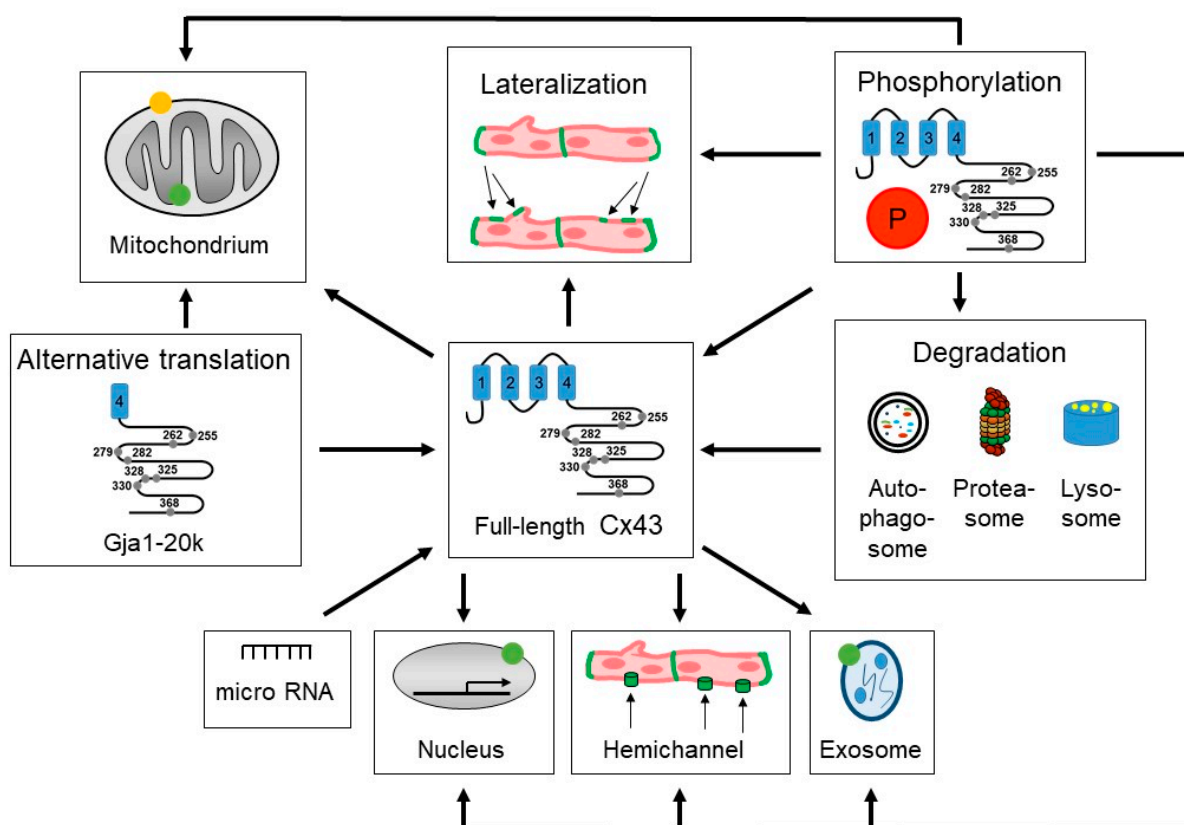 Mitochondrium
Lateralization
Phosphorylation
1 2 3 4
262 255
279 282
328 325
330
368
P
Alternative translation
4
262 255
279 282
328 325
330
368
Gja1-20k
1 2 3 4
262 255
279 282
328 325
330
368
Full-length Cx43
Degradation
Auto-
phago-
some
Protea-
some
Lyso-
some
micro RNA
Nucleus
Hemichannel
Exosome